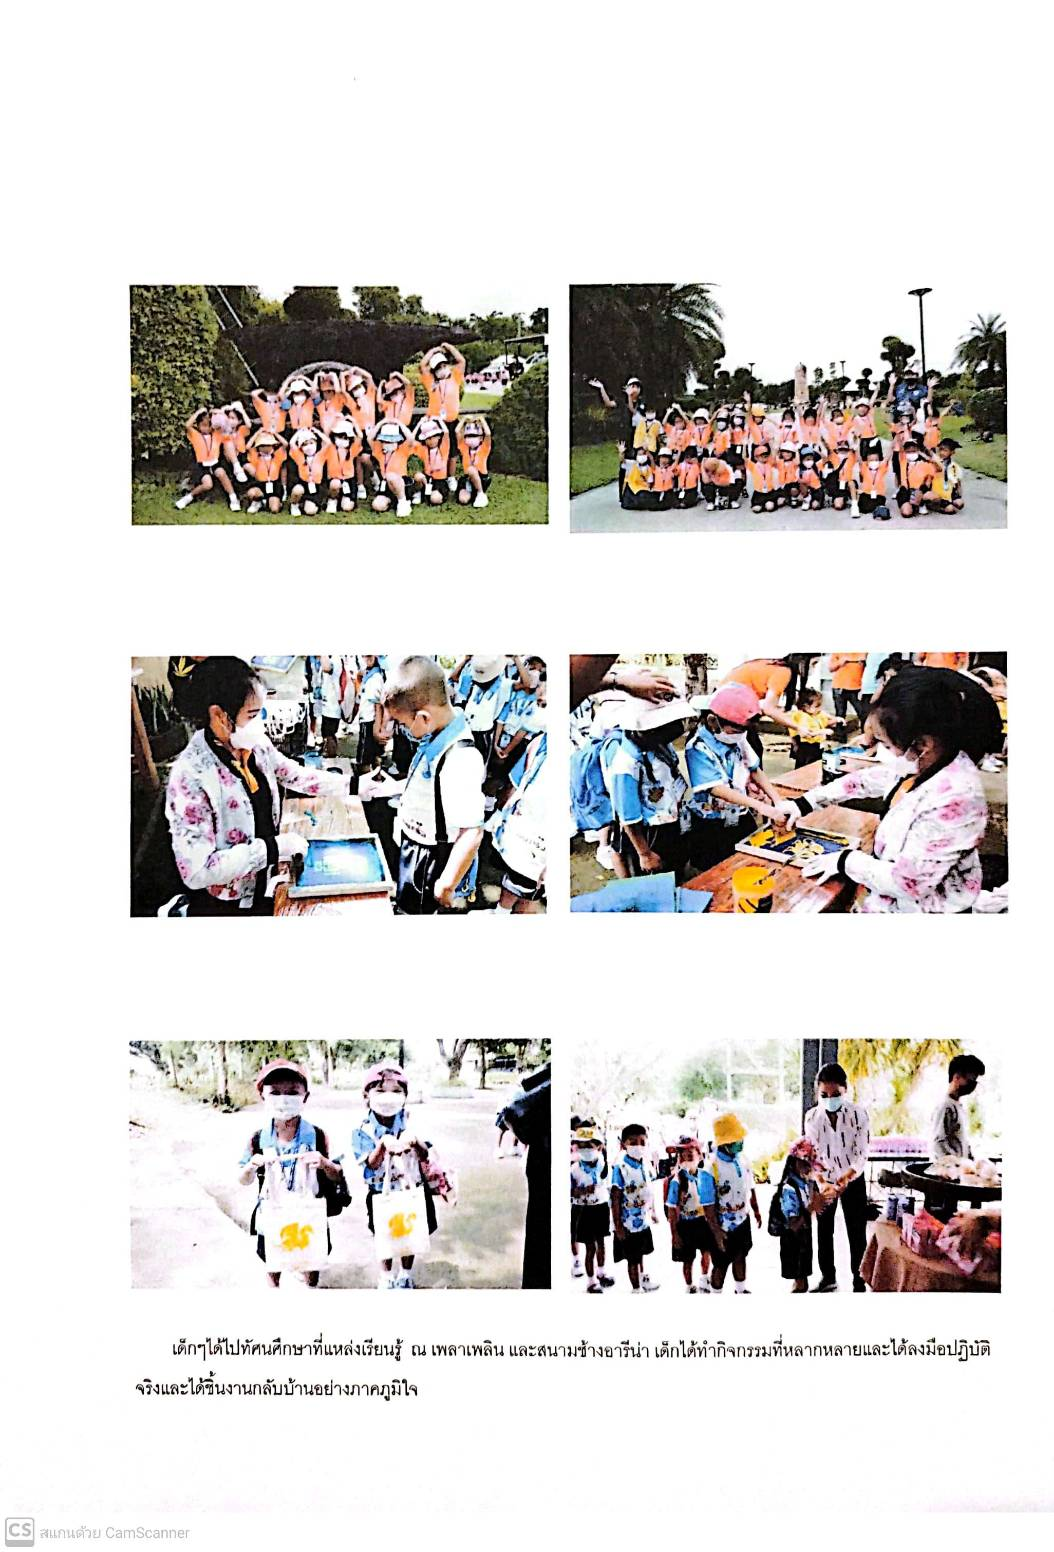 เด็กๆได้ไปทัศนศึกษาที่แหล่งเรียนรู้ ณ เพลาเพลิน และสนามช้างอารีน่า เด็กได้ทำกิจกรรมที่หลากหลายและได้ลงมือปฏิบัติ
จริงและได้ชิ้นงานกลับบ้านอย่างภาคภูมิใจ
CS สแกนด้วย CamScanner